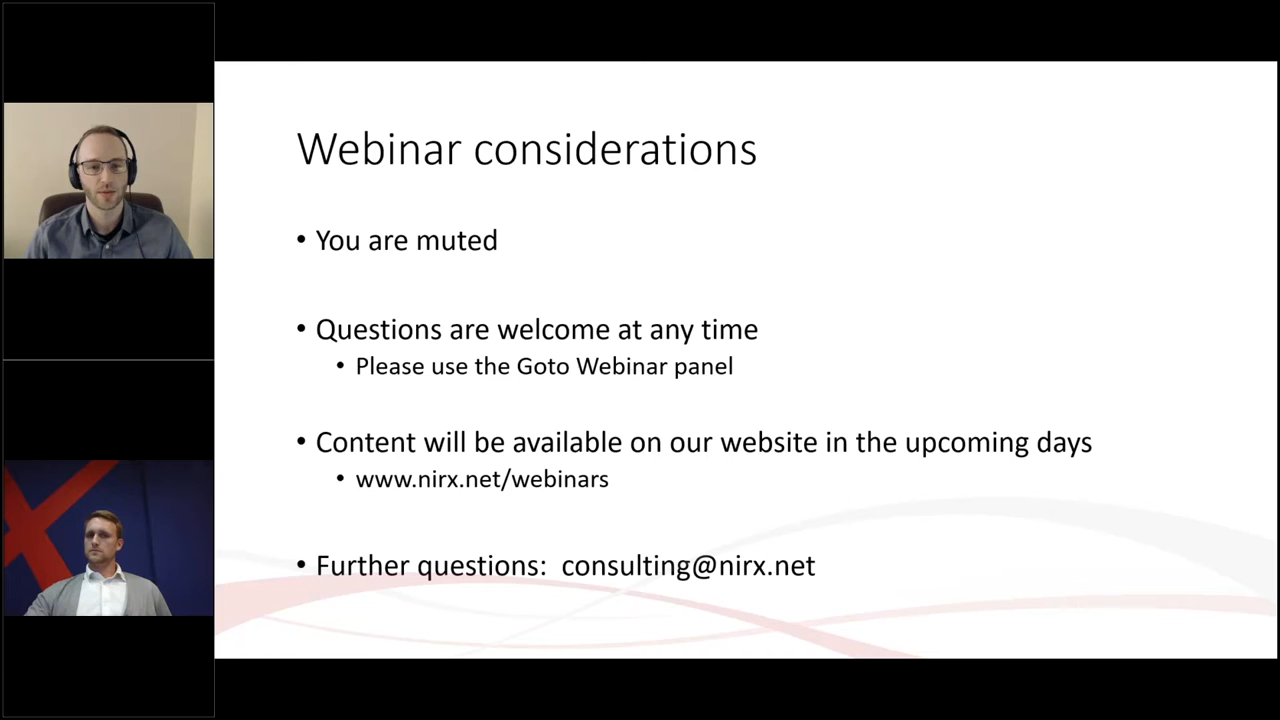 Webinar considerations
• You are muted
• Questions are welcome at any time
• Please use the Goto Webinar panel
• Content will be available on our website in the upcoming days
• www.nirx.net/webinars
• Further questions:  consulting@nirx.net